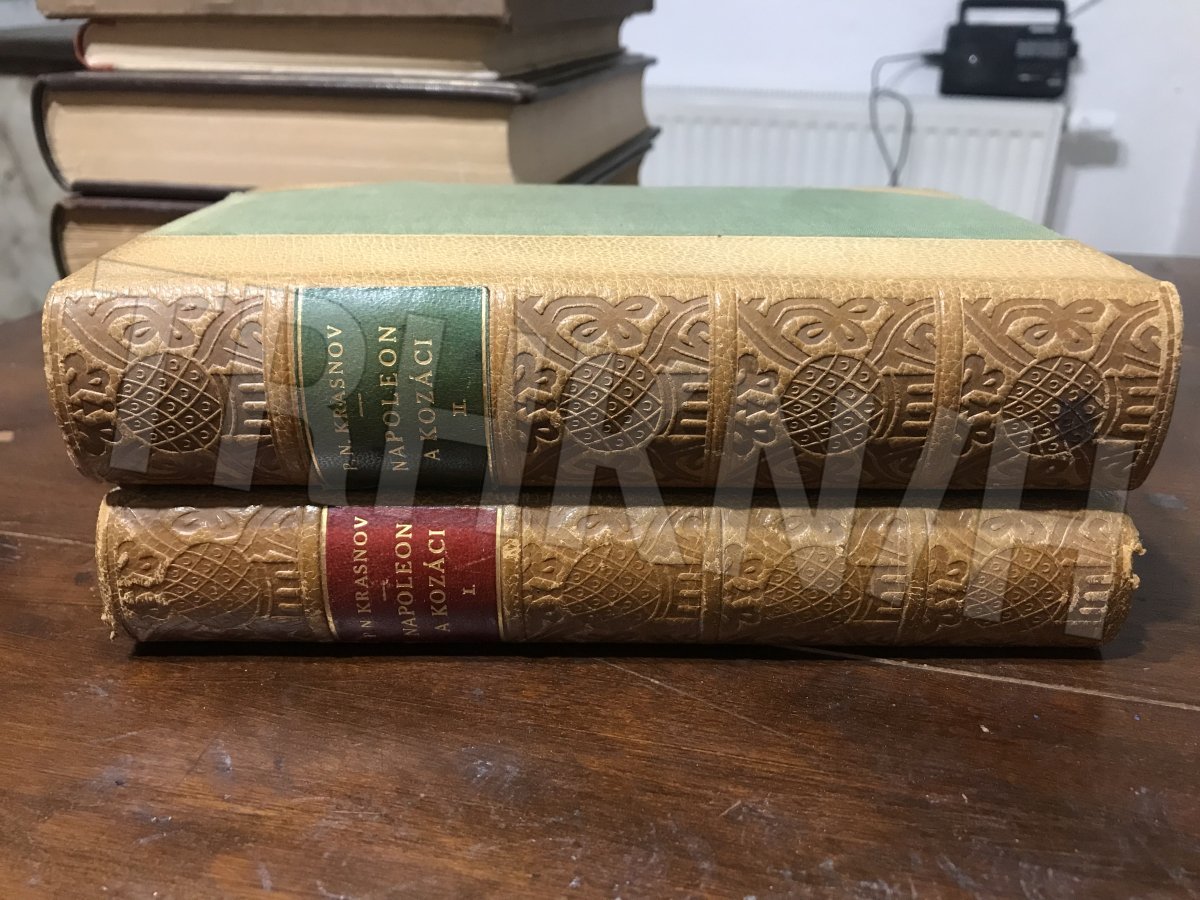 P. N. KRASNOV
NAPOLEON
A KOZÁCI
II.
P N KRASNOV
NAPOLEON
A KOZÁCI
I.